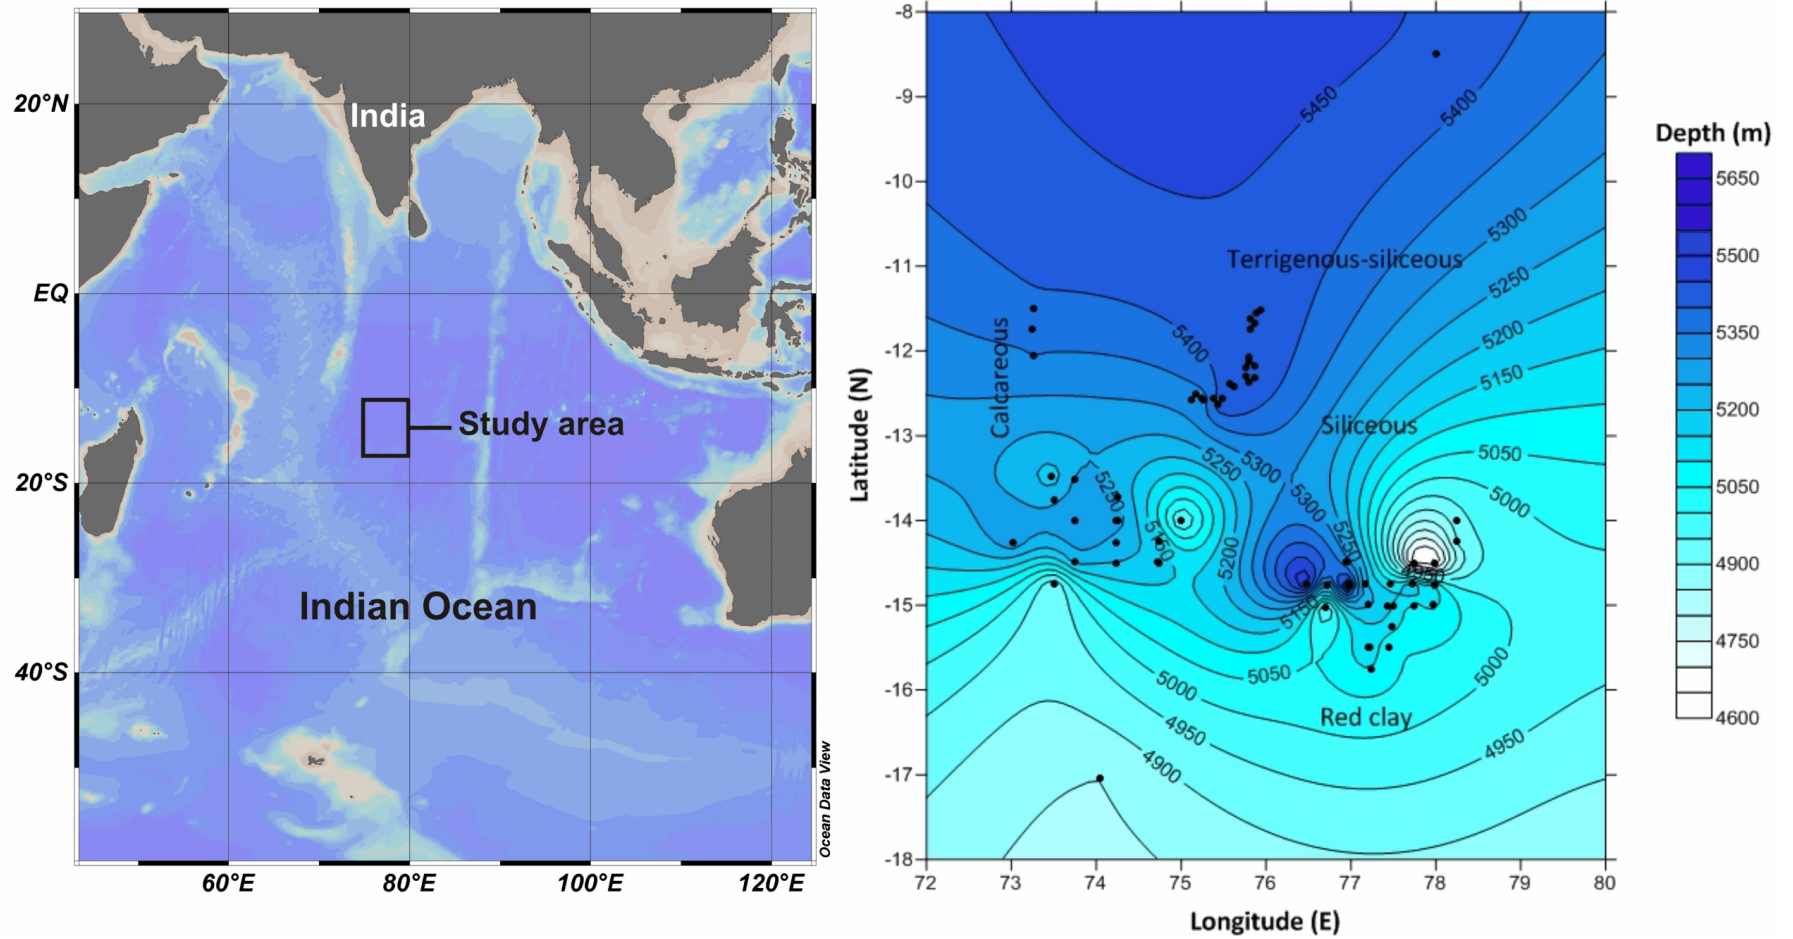 20°N
EQ
20°S
40°S
60°E
80°E
100°E
120°E
India
Study area
Indian Ocean
Ocean Data View
-8
-9
-10
-11
-12
-13
-14
-15
-16
-17
-18
72
73
74
75
76
77
78
79
80
Latitude (N)
Longitude (E)
5450
5400
5300
5250
5200
5150
5050
5000
Terrigenous-siliceous
Calcareous
5400
Siliceous
5250
5300
5300
5250
5250
5150
5200
5150
5050
5000
5000
4950
4950
4900
Red clay
Depth (m)
5650
5500
5350
5200
5050
4900
4750
4600